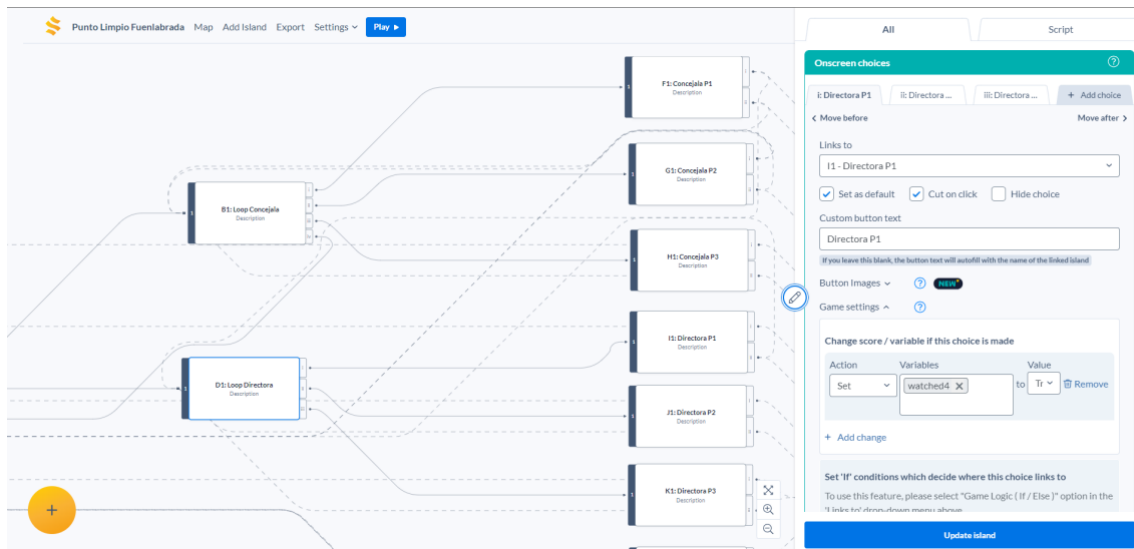 Punto Limpio Fuenlabrada Map Add Island Export Settings Play
F1: Concejala P1
Description
G1: Concejala P2
Description
B1: Loop Concejala
Description
H1: Concejala P3
Description
I1: Directora P1
Description
D1: Loop Directora
Description
J1: Directora P2
Description
K1: Directora P3
Description
+
All Script
Onscreen choices ?
i: Directora P1 ii: Directora ... iii: Directora ... + Add choice
Move before Move after
Links to
I1 - Directora P1
Set as default Cut on click Hide choice
Custom button text
Directora P1
If you leave this blank, the button text will autofill with the name of the linked island
Button Images ? NEW
Game settings ?
Change score / variable if this choice is made
Action Variables Value
Set watched4 X to Tr Remove
+ Add change
Set 'If' conditions which decide where this choice links to
To use this feature, please select "Game Logic ( If / Else )" option in the
'Links to' drop-down menu above
Update island